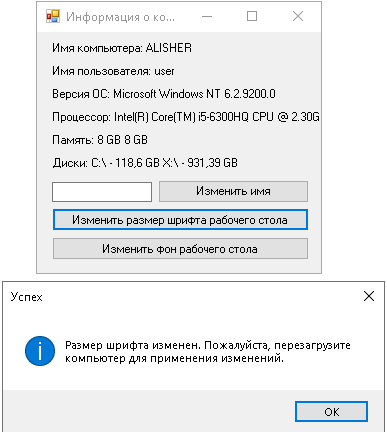 Информация о ко...
Имя компьютера: ALISHER
Имя пользователя: user
Версия ОС: Microsoft Windows NT 6.2.9200.0
Процессор: Intel(R) Core(TM) i5-6300HQ CPU @ 2.30G
Память: 8 GB 8 GB
Диски: C:\ - 118,6 GB X:\ - 931,39 GB
Изменить имя
Изменить размер шрифта рабочего стола
Изменить фон рабочего стола
Успех
Размер шрифта изменен. Пожалуйста, перезагрузите
компьютер для применения изменений.
OK